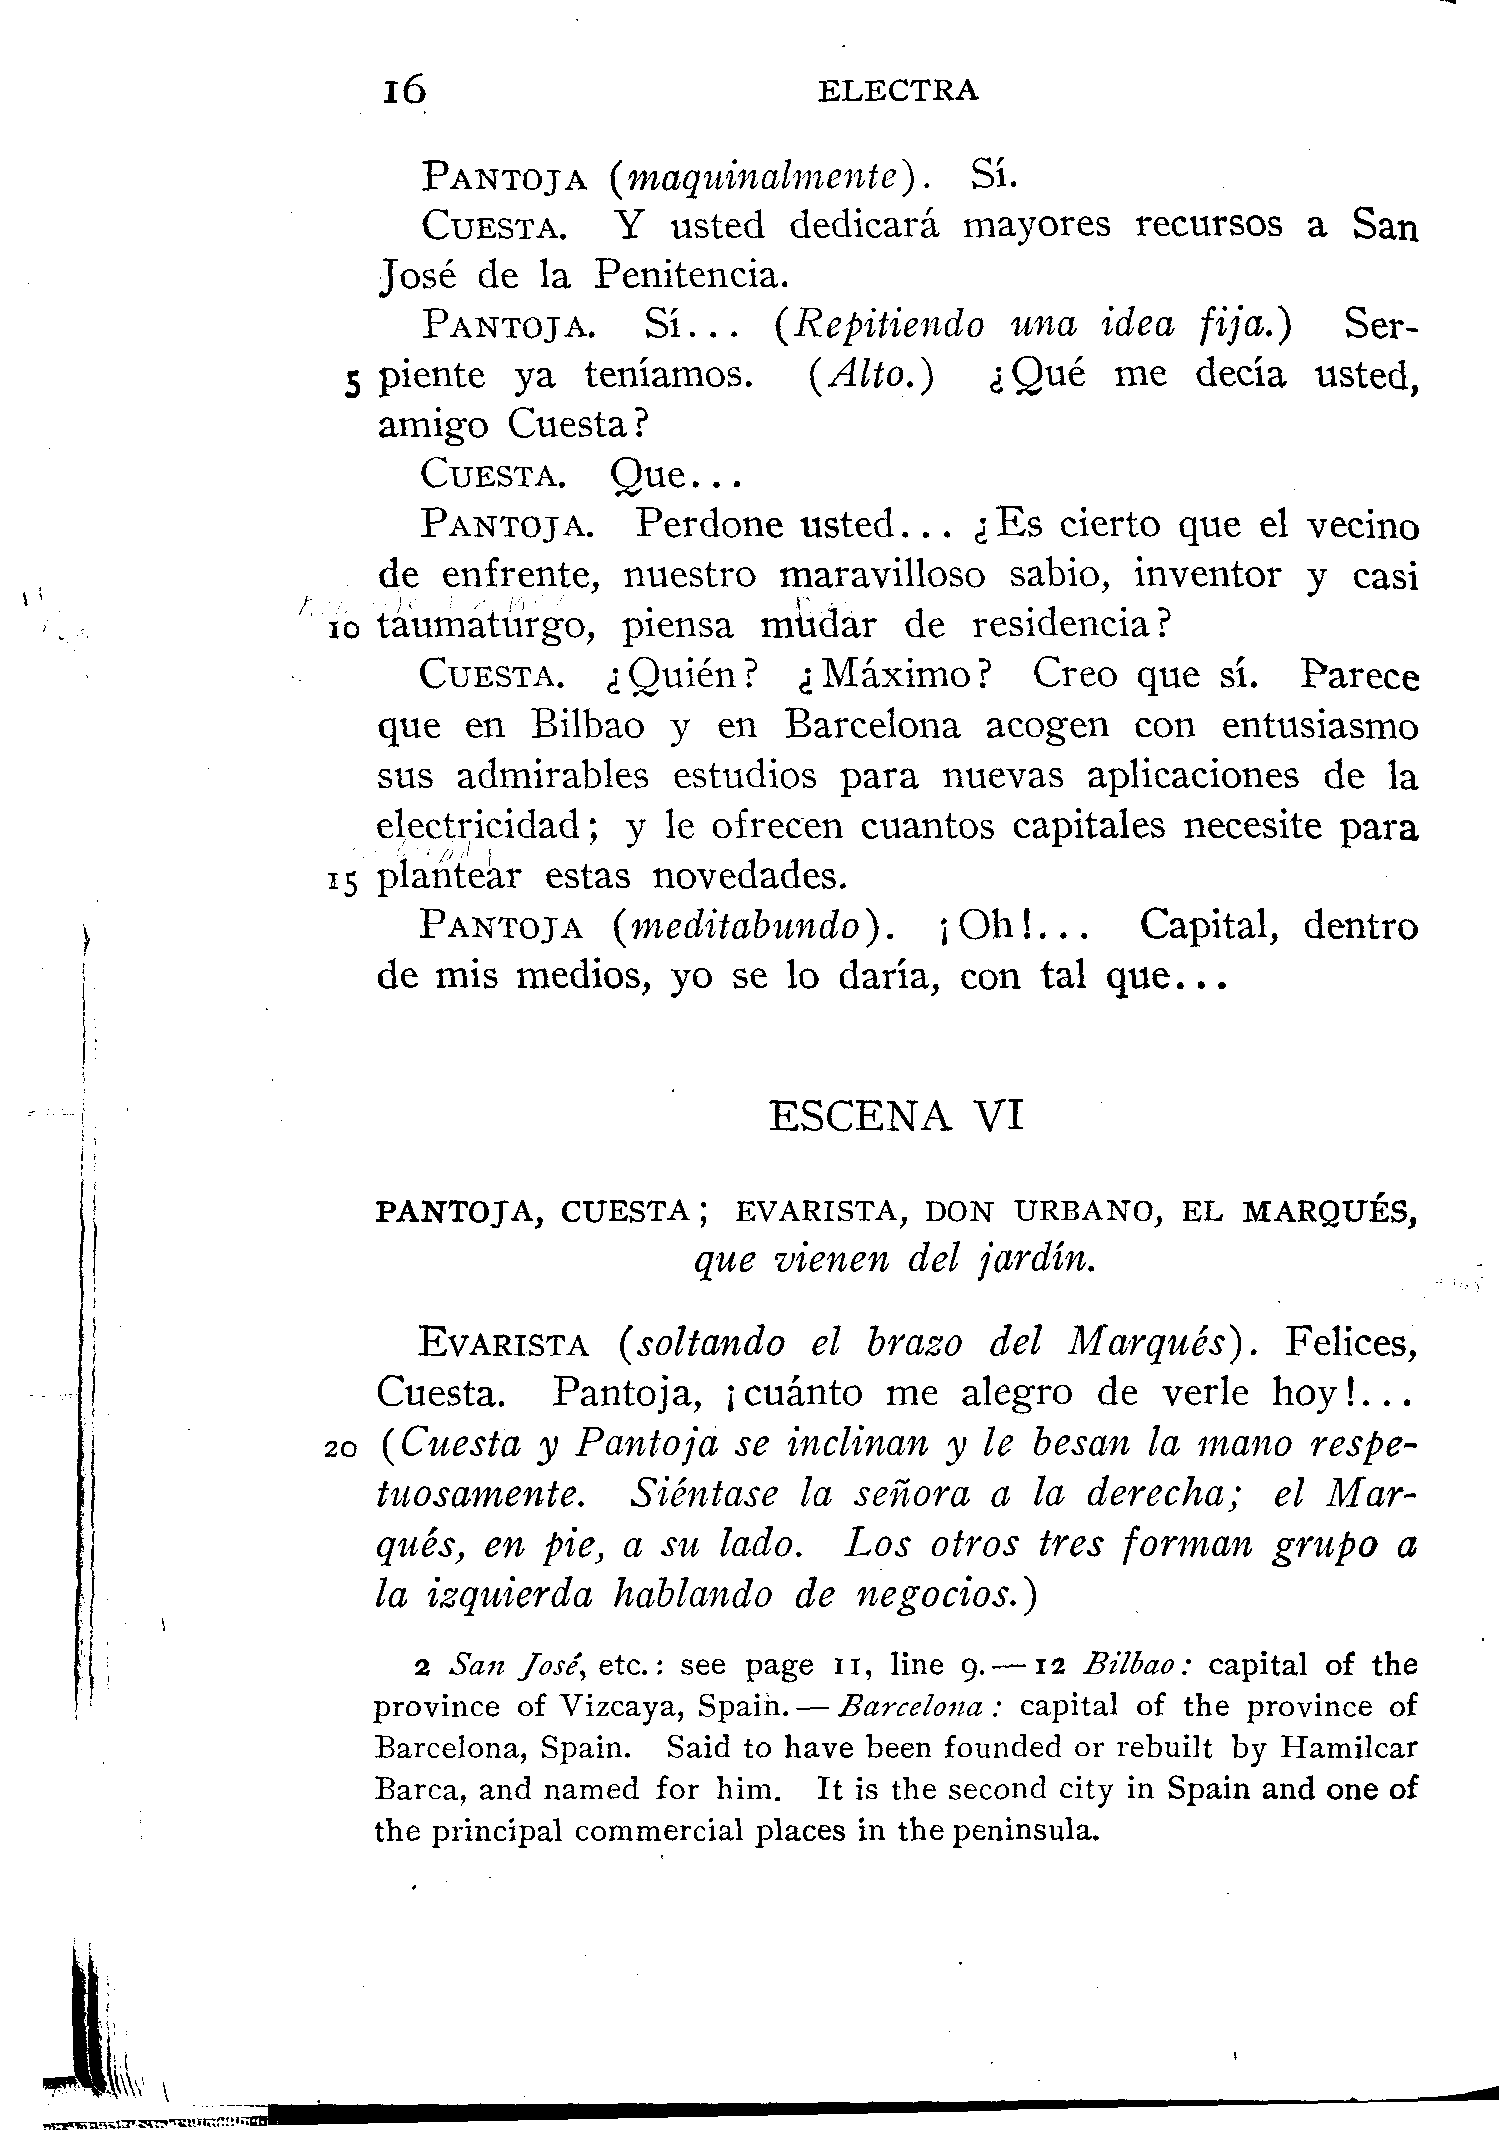 16 ELECTRA
PANTOJA (maquinalmente). Sí.
CUESTA. Y usted dedicará mayores recursos a San
José de la Penitencia.
PANTOJA. Sí... (Repitiendo una idea fija.) Ser-
5 piente ya teníamos. (Alto.) ¿Qué me decía usted,
amigo Cuesta?
CUESTA. Que...
PANTOJA. Perdone usted... ¿Es cierto que el vecino
de enfrente, nuestro maravilloso sabio, inventor y casi
10 taumaturgo, piensa mudar de residencia?
CUESTA. ¿Quién? ¿Máximo? Creo que sí. Parece
que en Bilbao y en Barcelona acogen con entusiasmo
sus admirables estudios para nuevas aplicaciones de la
electricidad; y le ofrecen cuantos capitales necesite para
15 plantear estas novedades.
PANTOJA (meditabundo). ¡Oh!... Capital, dentro
de mis medios, yo se lo daría, con tal que...
ESCENA VI
PANTOJA, CUESTA; EVARISTA, DON URBANO, EL MARQUÉS,
que vienen del jardín.
EVARISTA (soltando el brazo del Marqués). Felices,
Cuesta. Pantoja, ¡cuánto me alegro de verle hoy!...
20 (Cuesta y Pantoja se inclinan y le besan la mano respe-
tuosamente. Siéntase la señora a la derecha; el Mar-
qués, en pie, a su lado. Los otros tres forman grupo a
la izquierda hablando de negocios.)
2 San José, etc.: see page 11, line 9.—12 Bilbao: capital of the
province of Vizcaya, Spain.—Barcelona: capital of the province of
Barcelona, Spain. Said to have been founded or rebuilt by Hamilcar
Barca, and named for him. It is the second city in Spain and one of
the principal commercial places in the peninsula.